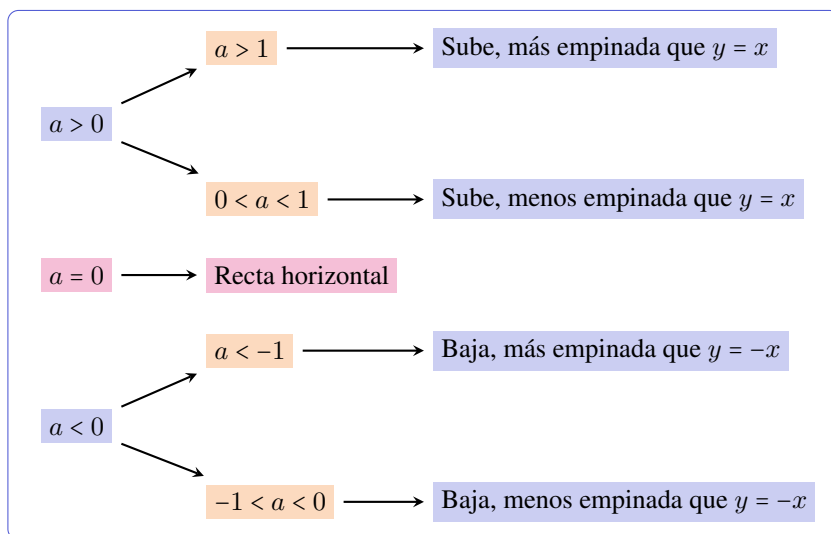 a > 1 Sube, más empinada que y = x
a > 0
0 < a < 1 Sube, menos empinada que y = x
a = 0 Recta horizontal
a < −1 Baja, más empinada que y = −x
a < 0
−1 < a < 0 Baja, menos empinada que y = −x